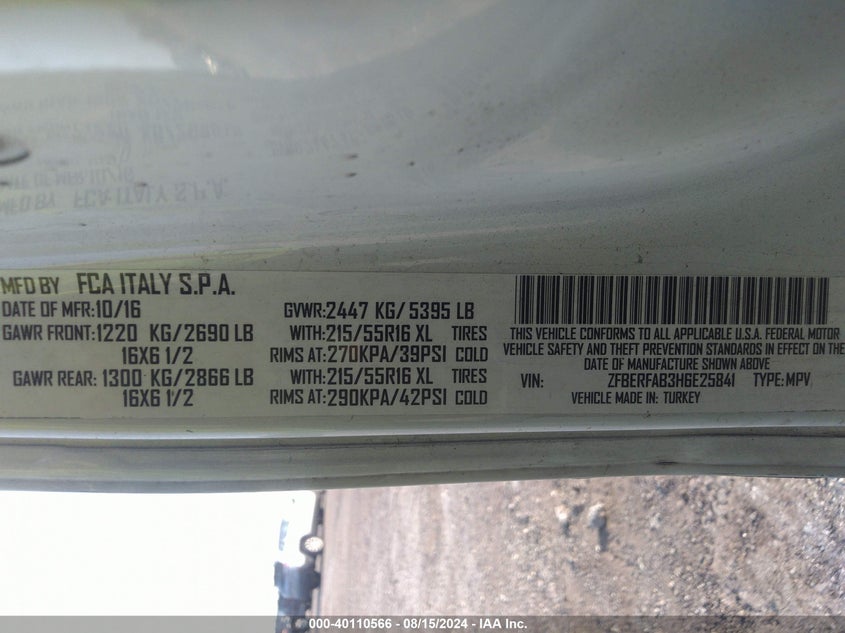 MFD BY FCA ITALY S.P.A.
DATE OF MFR: 10/16 GVWR: 2447 KG/ 5395 LB
GAWR FRONT: 1220 KG/2690 LB WITH: 215/55R16 XL TIRES
16X6 1/2 RIMS AT: 270KPA/39PSI COLD
GAWR REAR: 1300 KG/2866 LB WITH: 215/55R16 XL TIRES
16X6 1/2 RIMS AT: 290KPA/42PSI COLD
THIS VEHICLE CONFORMS TO ALL APPLICABLE U.S.A. FEDERAL MOTOR
VEHICLE SAFETY AND THEFT PREVENTION STANDARDS IN EFFECT ON THE
DATE OF MANUFACTURE SHOWN ABOVE
VIN: ZFBERFAB3H6E25841 TYPE: MPV
VEHICLE MADE IN: TURKEY
000-40110566 - 08/15/2024 - IAA Inc.